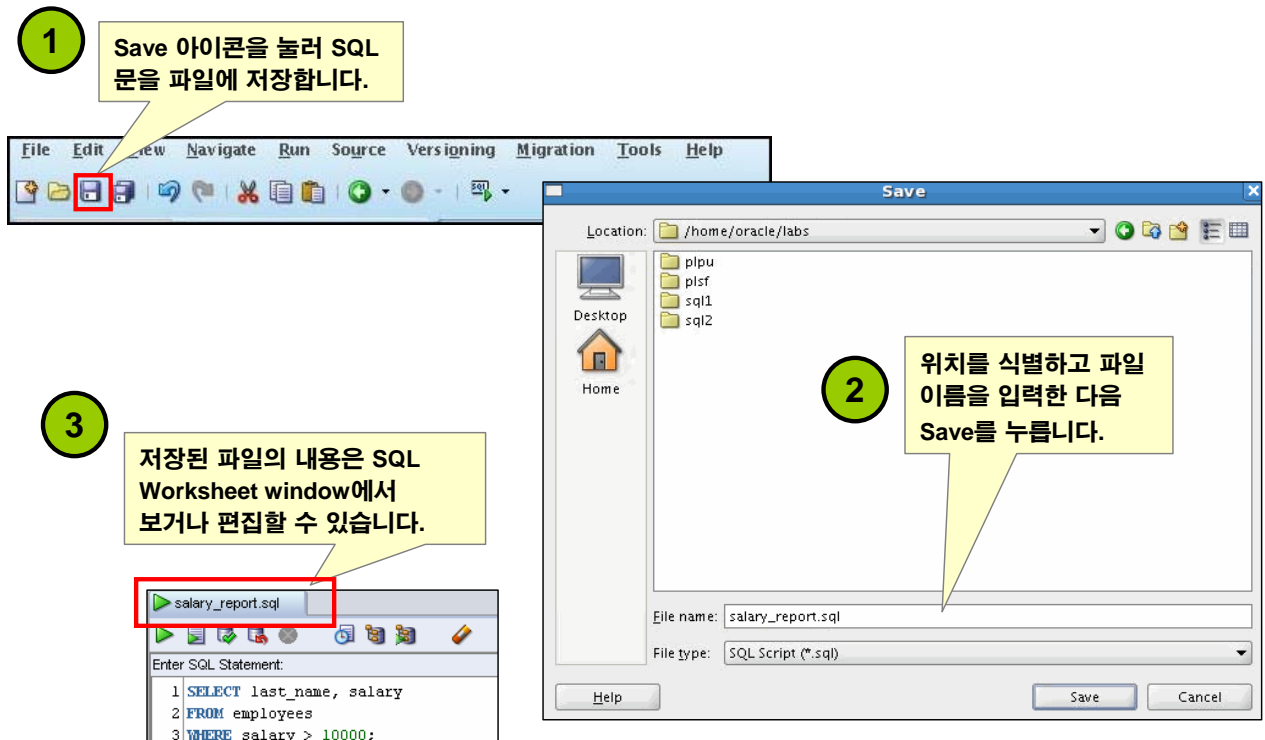 1
Save 아이콘을 눌러 SQL
문을 파일에 저장합니다.
File Edit View Navigate Run Source Versioning Migration Tools Help
Save
Location: /home/oracle/labs
plpu
plsf
sql1
sql2
Desktop
Home
2
위치를 식별하고 파일
이름을 입력한 다음
Save를 누릅니다.
File name: salary_report.sql
File type: SQL Script (*.sql)
Help Save Cancel
3
저장된 파일의 내용은 SQL
Worksheet window에서
보거나 편집할 수 있습니다.
salary_report.sql
Enter SQL Statement:
1 SELECT last_name, salary
2 FROM employees
3 WHERE salary > 10000;